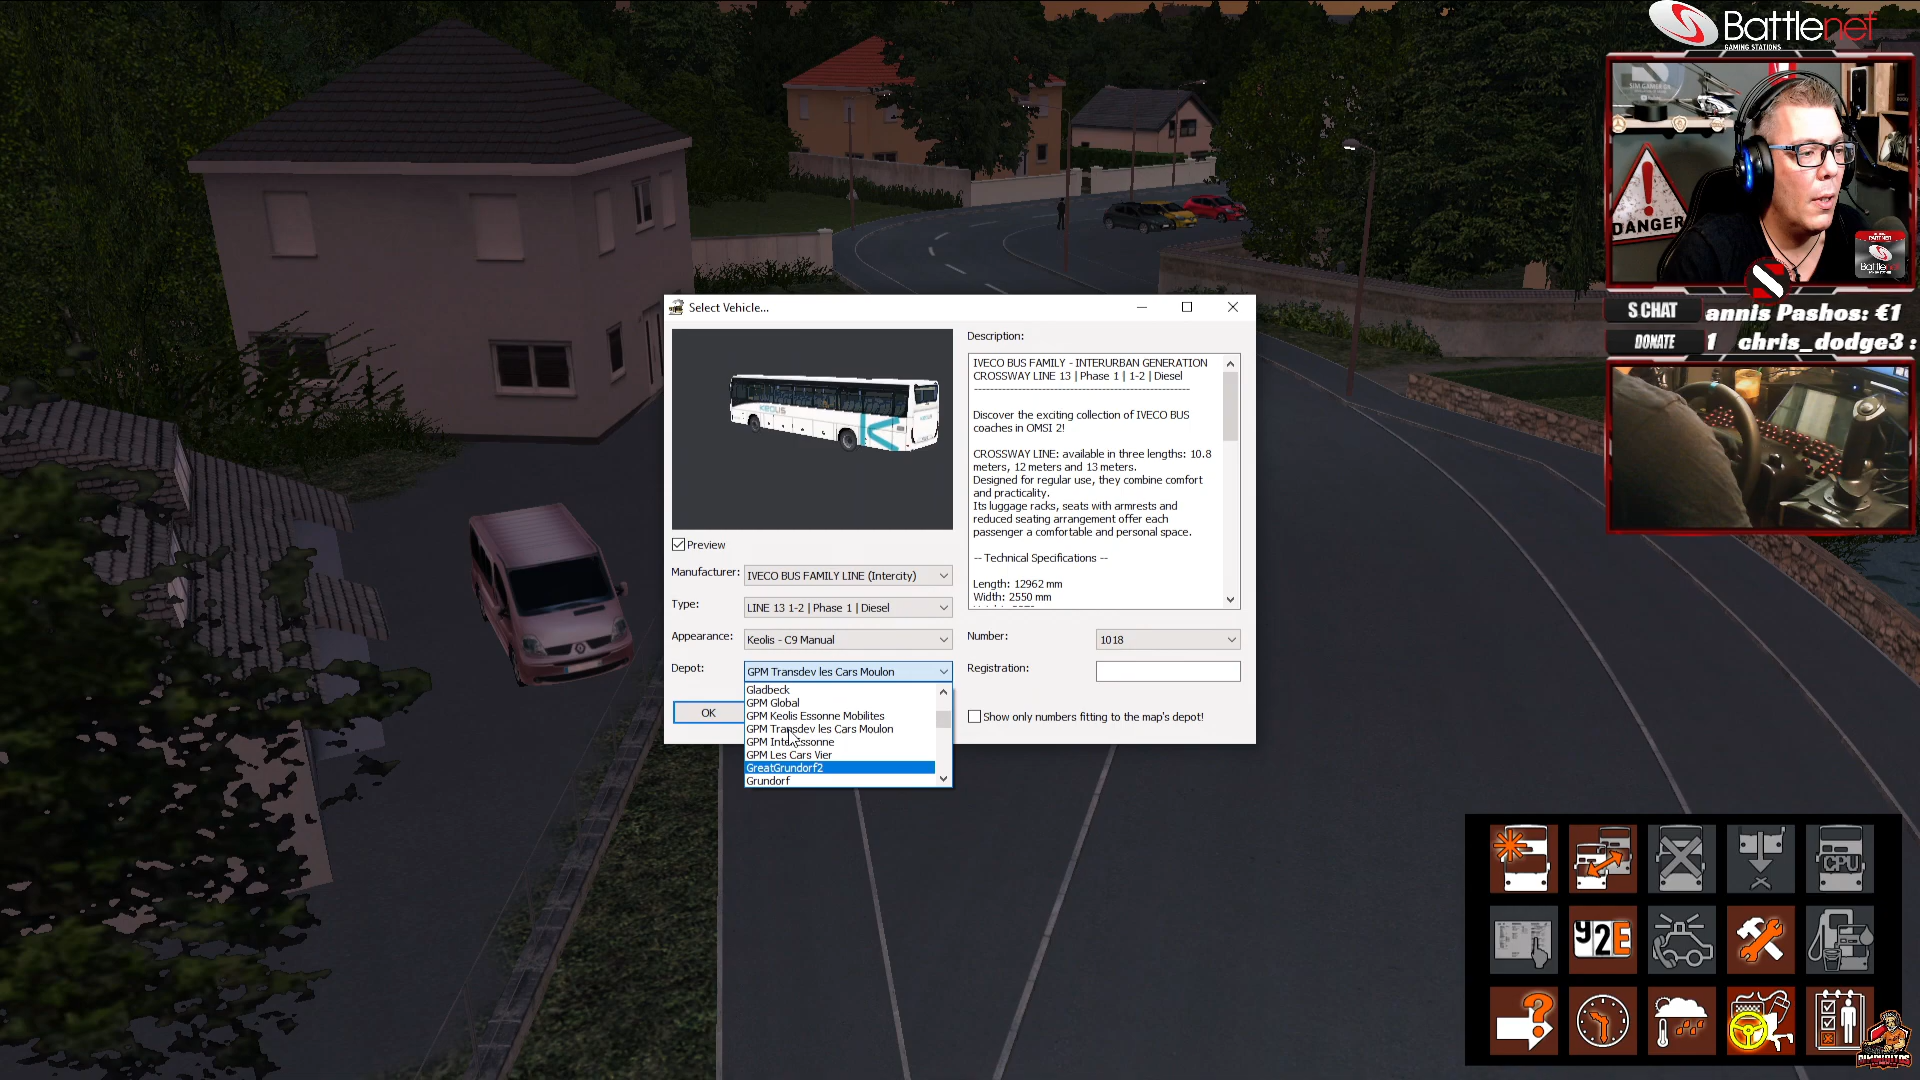 Battlenet
GAMING STATIONS
DANGER
PARTNER
Battlenet
S CHAT
annis Pashos: €1
DONATE
1 chris_dodge3 :
Select Vehicle...
KEOLIS
Preview
Manufacturer:
IVECO BUS FAMILY LINE (Intercity)
Type:
LINE 13 1-2 | Phase 1 | Diesel
Appearance:
Keolis - C9 Manual
Depot:
GPM Transdev les Cars Moulon
Gladbeck
GPM Global
GPM Keolis Essonne Mobilites
GPM Transdev les Cars Moulon
GPM Inter Essonne
GPM Les Cars Vier
GreatGrundorf2
Grundorf
OK
Description:
IVECO BUS FAMILY - INTERURBAN GENERATION
CROSSWAY LINE 13 | Phase 1 | 1-2 | Diesel
Discover the exciting collection of IVECO BUS
coaches in OMSI 2!
CROSSWAY LINE: available in three lengths: 10.8
meters, 12 meters and 13 meters.
Designed for regular use, they combine comfort
and practicality.
Its luggage racks, seats with armrests and
reduced seating arrangement offer each
passenger a comfortable and personal space.
-- Technical Specifications --
Length: 12962 mm
Width: 2550 mm
Number:
1018
Registration:
Show only numbers fitting to the map's depot!
CPU
92E
?